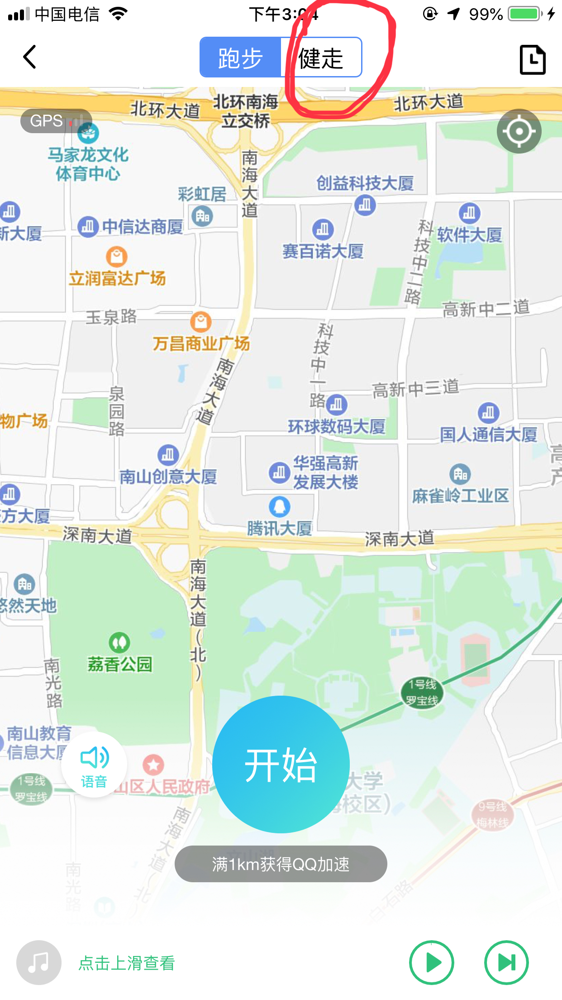 中国电信
下午3:04
99%
跑步
健走
北环大道
北环南海
立交桥
北环大道
GPS
马家龙文化
体育中心
南海大道
彩虹居
创益科技大厦
新大厦
中信达商厦
赛百诺大厦
科技中二路
软件大厦
立润富达广场
玉泉路
高新中二道
万昌商业广场
科技中一路
南海大道
高新中三道
泉园路
物广场
环球数码大厦
国人通信大厦
南山创意大厦
华强高新
发展大楼
高
产
麻雀岭工业区
方大厦
腾讯大厦
深南大道
深南大道
南海大道(北)
悠然天地
荔香公园
南光路
1号线
罗宝线
南山教育
信息大厦
开始
语音
1号线
罗宝线
山区人民政府
大学
海校区)
9号线
梅林线
南海大道(北
满1km获得QQ加速
南光路
白石路
点击上滑查看